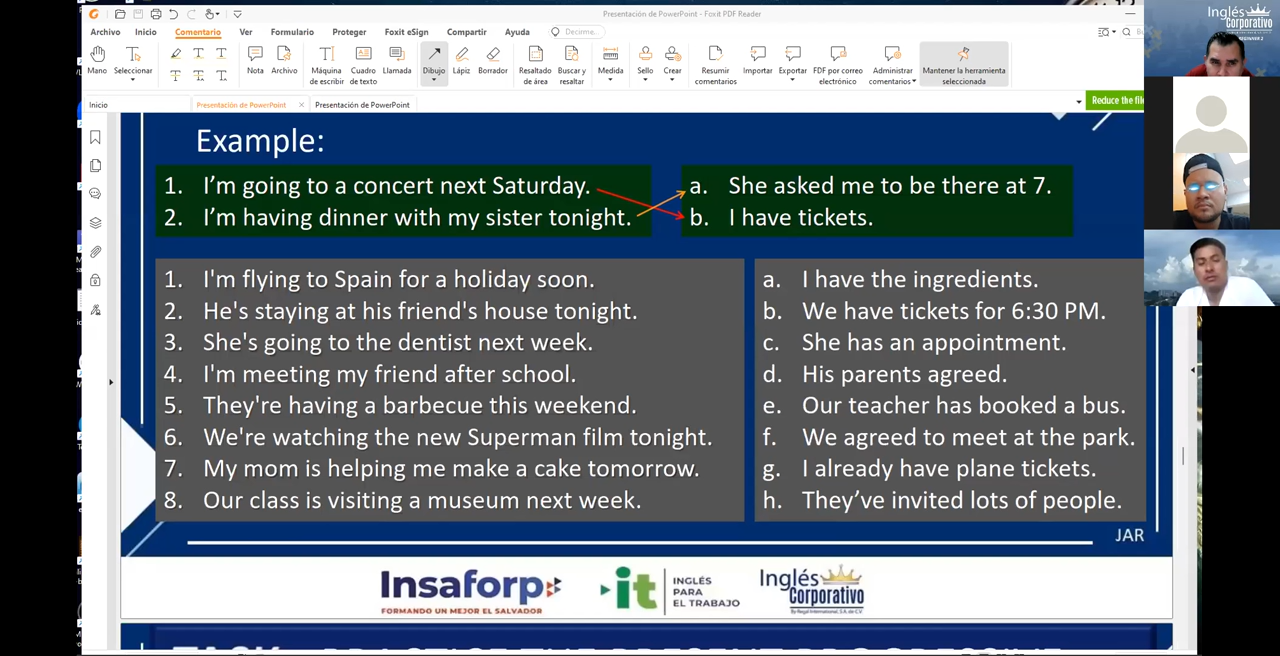 Presentación de PowerPoint - Foxit PDF Reader
Archivo Inicio Comentario Ver Formulario Proteger Foxit eSign Compartir Ayuda Decirme...
Mano Seleccionar Nota Archivo Máquina de escribir Cuadro de texto Llamada Dibujo Lápiz Borrador Resaltado de área Buscar y resaltar Medida Sello Crear Resumir comentarios Importar Exportar PDF por correo electrónico Administrar comentarios Mantener la herramienta seleccionada
Inicio Presentación de PowerPoint Presentación de PowerPoint Reduce the file
Example:
1. I'm going to a concert next Saturday.
2. I'm having dinner with my sister tonight.
a. She asked me to be there at 7.
b. I have tickets.
1. I'm flying to Spain for a holiday soon.
2. He's staying at his friend's house tonight.
3. She's going to the dentist next week.
4. I'm meeting my friend after school.
5. They're having a barbecue this weekend.
6. We're watching the new Superman film tonight.
7. My mom is helping me make a cake tomorrow.
8. Our class is visiting a museum next week.
a. I have the ingredients.
b. We have tickets for 6:30 PM.
c. She has an appointment.
d. His parents agreed.
e. Our teacher has booked a bus.
f. We agreed to meet at the park.
g. I already have plane tickets.
h. They've invited lots of people.
JAR
Insaforp
FORMANDO UN MEJOR EL SALVADOR
it INGLÉS
PARA
EL TRABAJO
Inglés
Corporativo
Inglés
Corporativo
BEGINNER 2